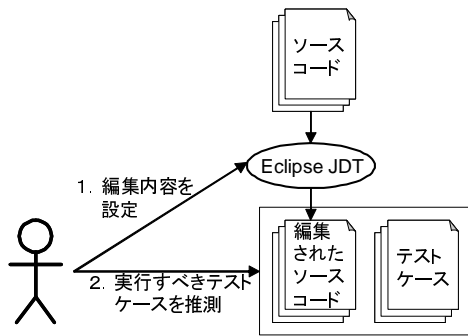 ソース
コード
Eclipse JDT
1. 編集内容を
設定
編集
された
ソース
コード
テスト
ケース
2. 実行すべきテスト
ケースを推測